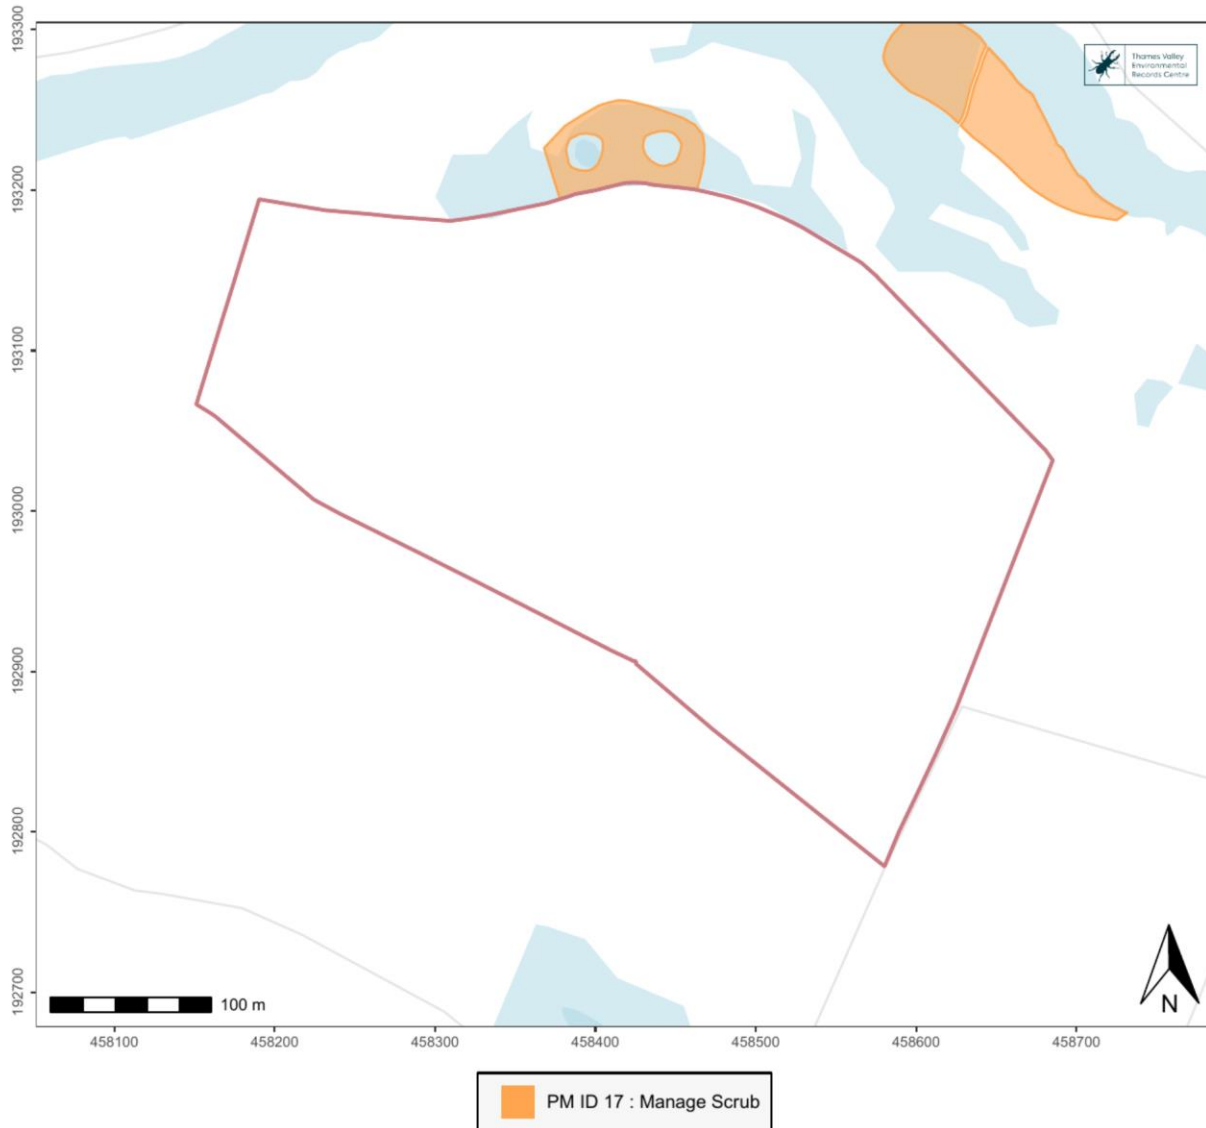 193300
193200
193100
193000
192900
192800
192700
Thames Valley
Environmental
Records Centre
100 m
N
458100 458200 458300 458400 458500 458600 458700
PM ID 17 : Manage Scrub